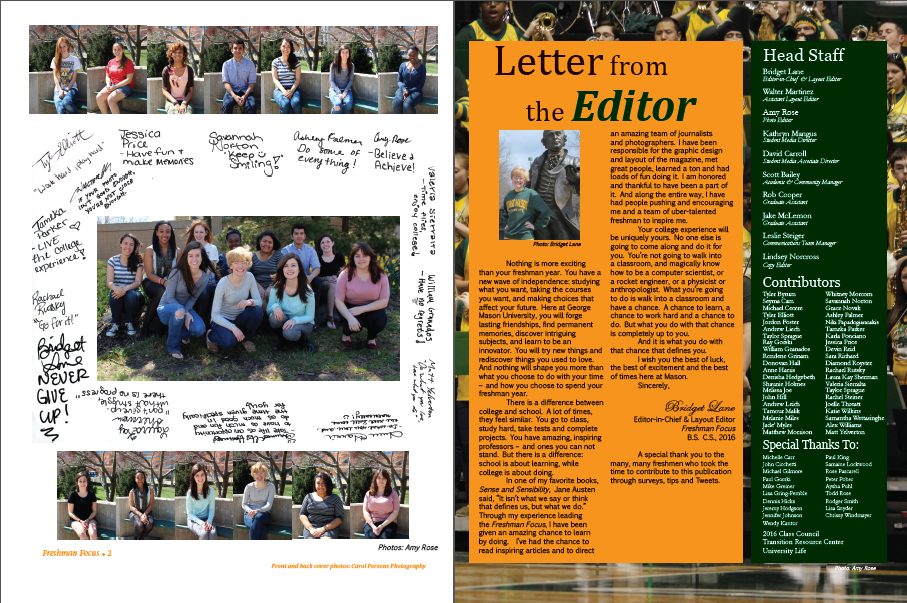 Jessica
Price
- Have fun +
make memories
Savannah
Norton
"Keep
smiling!"
Ashley Palmer
Do some of
everything!
Amy Rose
- Believe &
Achieve!
Tyler Elliott
"Work hard, play hard"
Tamaka
Parker
- LIVE
the College
experience!
Valeria Sierralta
- Time flies,
enjoy college
William Granados
- Have no
Rachael
Rutsky
"Go for it!"
Bridget
Lane
NEVER
GIVE
UP!
"without struggle,
there is no progress"
Photos: Amy Rose
Freshman Focus • 2
Front and back cover photos: Carol Persons Photography
Letter from
the Editor
Photo: Bridget Lane
Nothing is more exciting
than your freshman year. You have a
new wave of independence: studying
what you want, taking the courses
you want, and making choices that
affect your future. Here at George
Mason University, you will forge
lasting friendships, find permanent
memories, discover intriguing
subjects, and learn to be an
innovator. You will try new things and
rediscover things you used to love.
And nothing will shape you more than
what you choose to do with your time
– and how you choose to spend your
freshman year.
There is a difference between
college and school. A lot of times,
they feel similar. You go to class,
study hard, take tests and complete
projects. You have amazing, inspiring
professors – and ones you can not
stand. But there is a difference:
school is about learning, while
college is about doing.
In one of my favorite books,
Sense and Sensibility, Jane Austen
said, "It isn't what we say or think
that defines us, but what we do."
Through my experience leading
the Freshman Focus, I have been
given an amazing chance to learn
by doing. I've had the chance to
read inspiring articles and to direct
an amazing team of journalists
and photographers. I have been
responsible for the graphic design
and layout of the magazine, met
great people, learned a ton and had
loads of fun doing it. I am honored
and thankful to have been a part of
it. And along the entire way, I have
had people pushing and encouraging
me and a team of uber-talented
freshman to inspire me.
Your college experience will
be uniquely yours. No one else is
going to come along and do it for
you. You're not going to walk into
a classroom, and magically know
how to be a computer scientist, or
a rocket engineer, or a physicist or
anthropologist. What you're going
to do is walk into a classroom and
have a chance. A chance to learn, a
chance to work hard and a chance to
do. But what you do with that chance
is completely up to you.
And it is what you do with
that chance that defines you.
I wish you the best of luck,
the best of excitement and the best
of times here at Mason.
Sincerely,
Bridget Lane
Editor-in-Chief & Layout Editor
Freshman Focus
B.S. C.S., 2016
A special thank you to the
many, many freshmen who took the
time to contribute to this publication
through surveys, tips and Tweets.
Head Staff
Bridget Lane
Editor-in-Chief & Layout Editor
Walter Martinez
Assistant Layout Editor
Amy Rose
Photo Editor
Kathryn Mangus
Student Media Director
David Carroll
Student Media Associate Director
Scott Bailey
Academic & Community Manager
Rob Cooper
Graduate Assistant
Jake McLemon
Graduate Assistant
Leslie Steiger
Communications Team Manager
Lindsey Norcross
Copy Editor
Contributors
Tyler Bynum
Seyma Cam
Michael Cecere
Tyler Elliott
Jordan Foster
Andrew Lirch
Taylor Sprague
Ray Goniki
William Granados
Rondene Grinam
Donovan Hall
Anne Harsis
Denisha Hedgebeth
Shaunie Holmes
Melissa Joe
John Hill
Andrew Laich
Tamour Malik
Melanie Miles
Jade' Myles
Matthew Morrison
Whitney Morrcen
Savannah Norton
Grace Novak
Ashley Palmer
Niki Papadogiannakis
Tamaka Parker
Karla Ponciano
Jessica Price
Devin Reid
Sara Richard
Diamond Royster
Rachael Rutsky
Laura Kay Sherman
Valeria Sierralta
Taylor Sprague
Rachel Steiner
Joelle Thomas
Katie Wilkins
Samantha Wettasinghe
Alex Williams
Matt Yelverton
Special Thanks To:
Michelle Carr
John Cicchetti
Michael Gilmore
Paul Gorski
Mike Greiner
Lisa Gring-Pemble
Dennis Hicks
Jeremy Hodgson
Jennifer Johnson
Wendy Kantor
Paul King
Samaine Lockwood
Rose Pascarell
Peter Pober
Aysha Puhl
Todd Rose
Rodger Smith
Lisa Snyder
Chrissy Windmayer
2016 Class Council
Transition Resource Center
University Life
Photo: Amy Rose